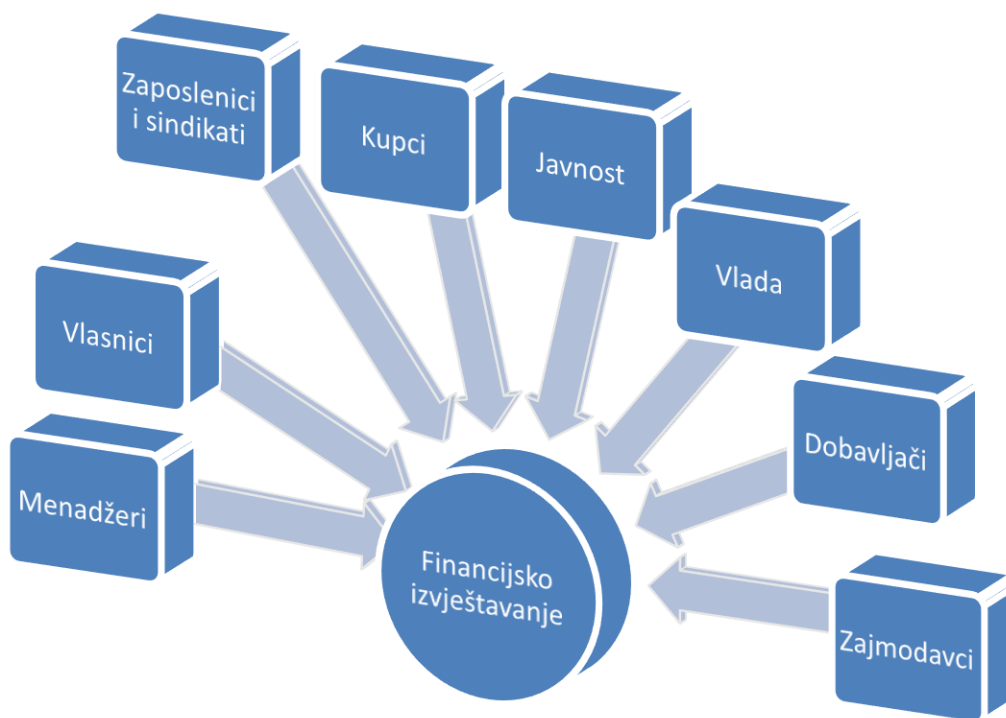 Zaposlenici
i sindikati
Kupci
Javnost
Vlada
Vlasnici
Dobavljači
Menadžeri
Financijsko
izvještavanje
Zajmodavci